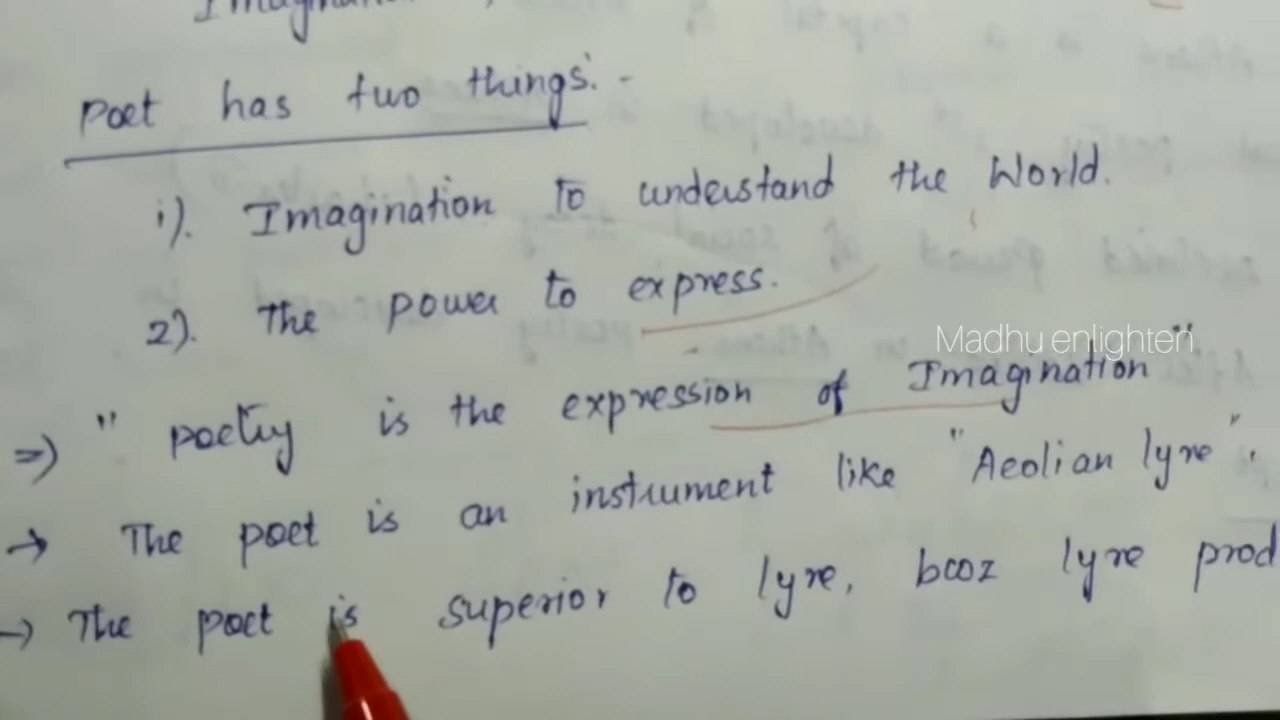 Poet has two things:-
i). Imagination to understand the World.
2). The power to express.
Madhu enlighten
=) " poetry is the expression of Imagination"
→ The poet is an instrument like "Aeolian lyre".
→ The poet is superior to lyre, bcoz lyre prod